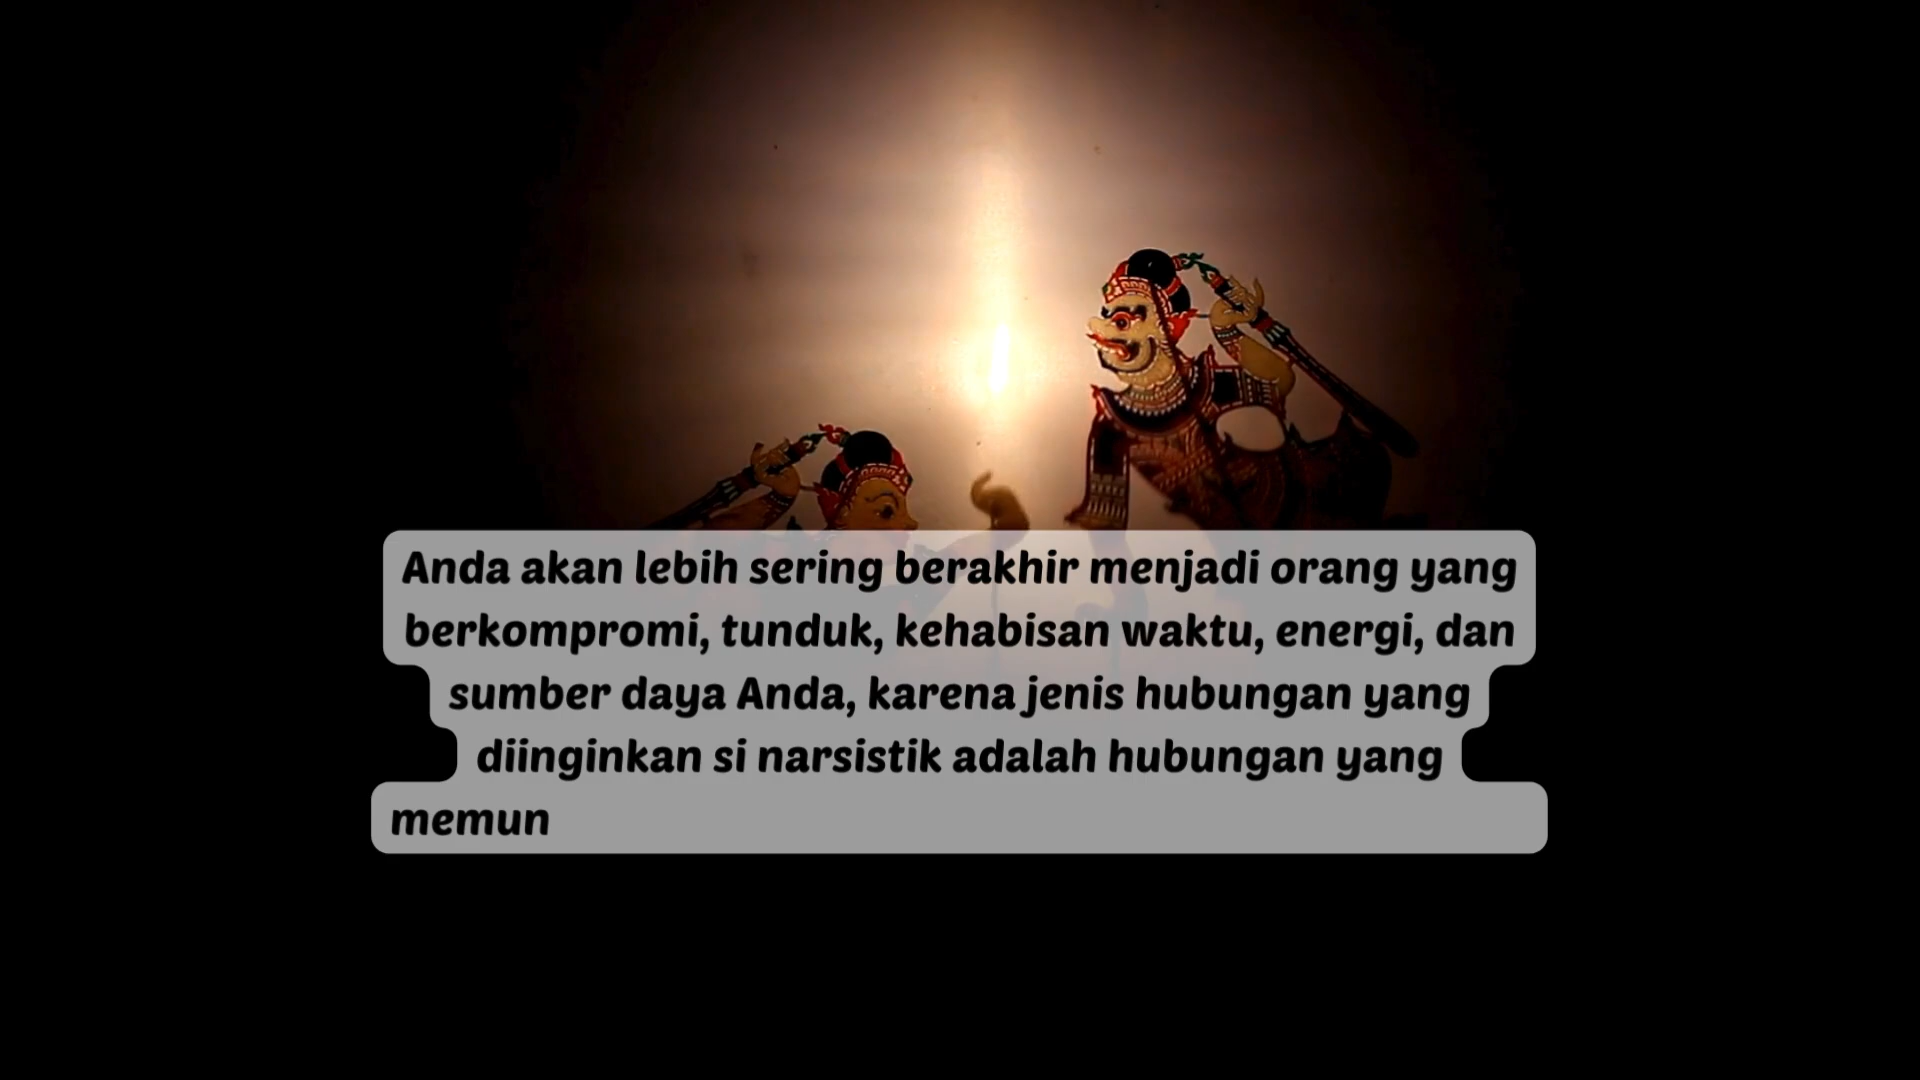 Anda akan lebih sering berakhir menjadi orang yang
berkompromi, tunduk, kehabisan waktu, energi, dan
sumber daya Anda, karena jenis hubungan yang
diinginkan si narsistik adalah hubungan yang
memun